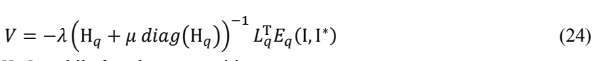 V = −λ(H_q + μ diag(H_q))^{−1} L_q^T E_q(I, I*) (24)